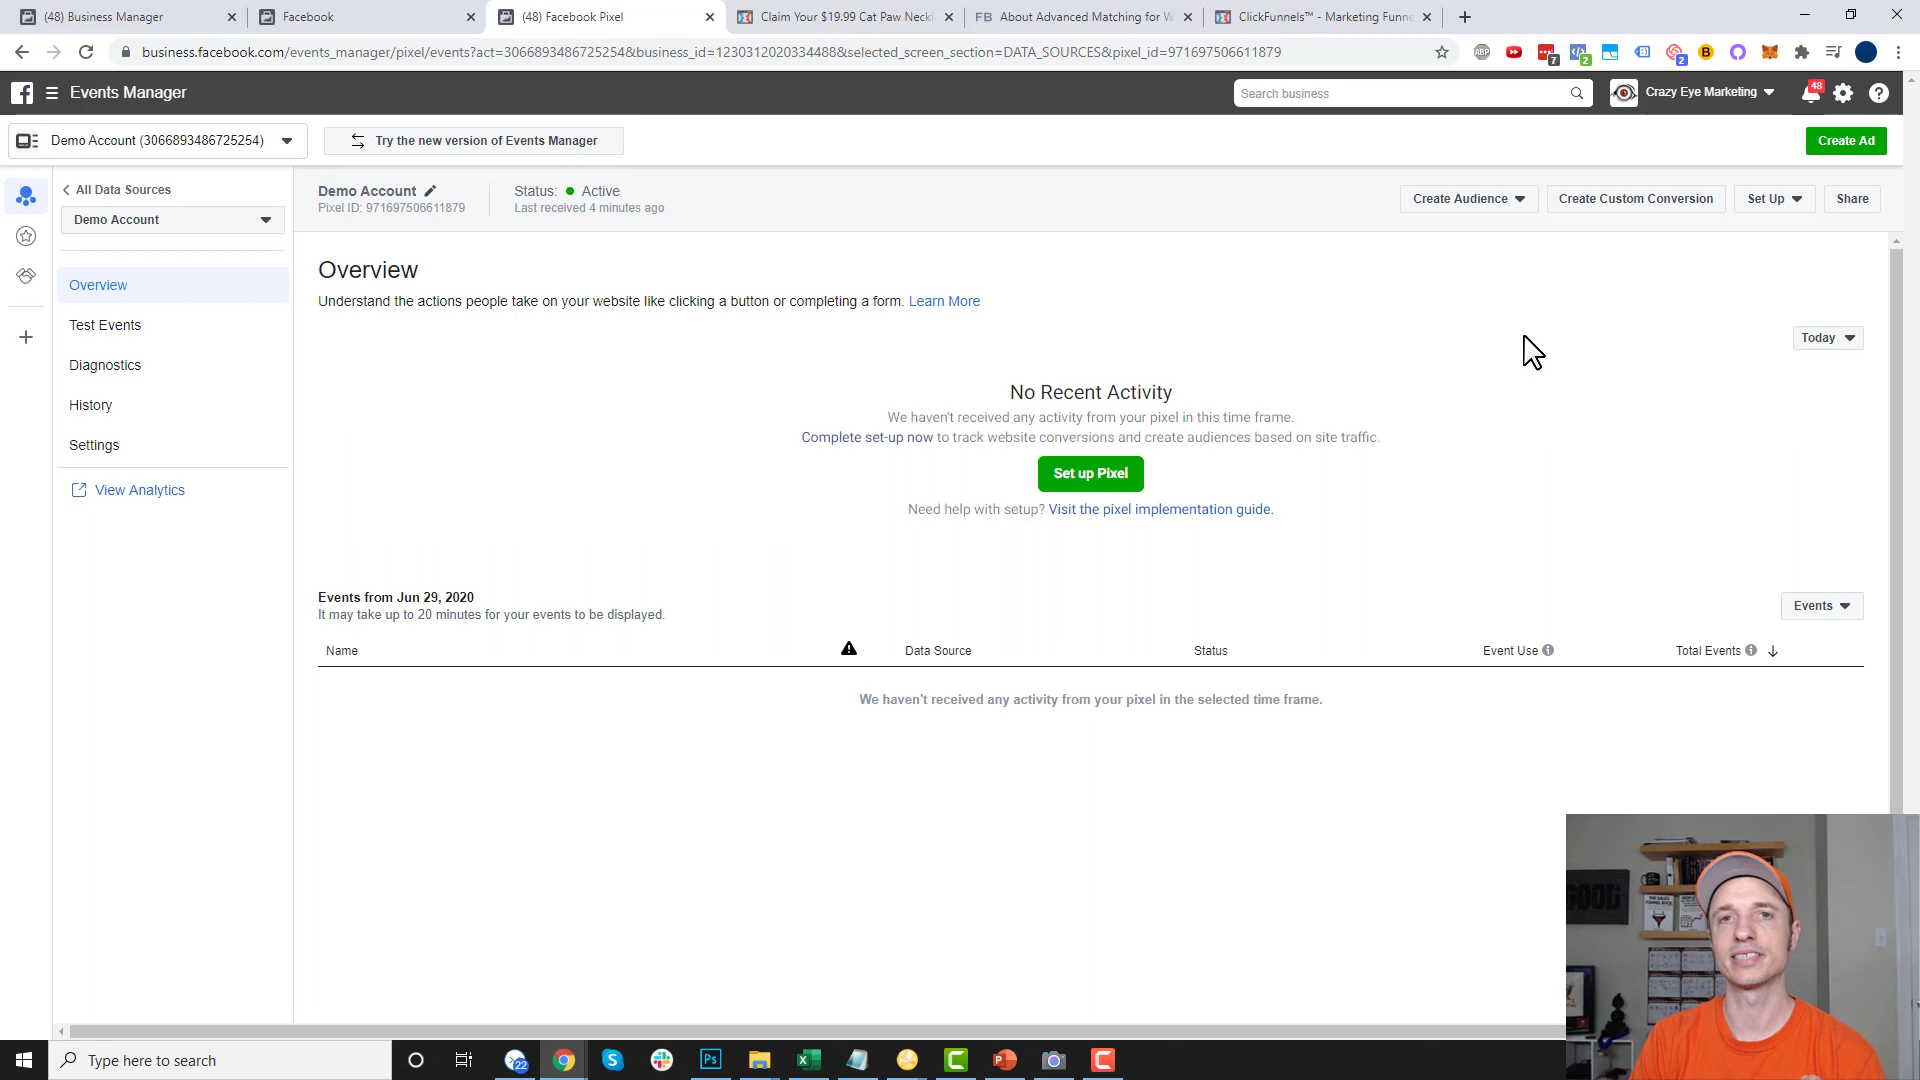 (48) Business Manager
Facebook
(48) Facebook Pixel
Claim Your $19.99 Cat Paw Neckl
FB About Advanced Matching for W
ClickFunnels™ - Marketing Funne
business.facebook.com/events_manager/pixel/events?act=3066893486725254&business_id=1230312020334488&selected_screen_section=DATA_SOURCES&pixel_id=971697506611879
ABP
7
2
2
B
Events Manager
Search business
Crazy Eye Marketing
48
Demo Account (3066893486725254)
Try the new version of Events Manager
Create Ad
All Data Sources
Demo Account
Demo Account
Pixel ID: 971697506611879
Status: Active
Last received 4 minutes ago
Create Audience
Create Custom Conversion
Set Up
Share
Overview
Test Events
Diagnostics
History
Settings
View Analytics
Overview
Understand the actions people take on your website like clicking a button or completing a form. Learn More
Today
No Recent Activity
We haven't received any activity from your pixel in this time frame.
Complete set-up now to track website conversions and create audiences based on site traffic.
Set up Pixel
Need help with setup? Visit the pixel implementation guide.
Events from Jun 29, 2020
It may take up to 20 minutes for your events to be displayed.
Events
Name
Data Source
Status
Event Use
Total Events
We haven't received any activity from your pixel in the selected time frame.
GOOD
Type here to search
22
Ps